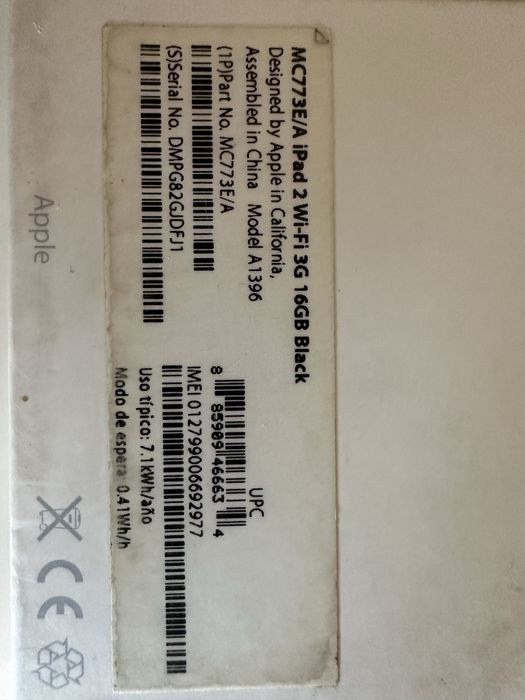 MC773E/A iPad 2 Wi-Fi 3G 16GB Black
Designed by Apple in California,
Assembled in China Model A1396
(1P)Part No. MC773E/A
(S)Serial No. DMPG82GJDFJ1
UPC
8 85909 46663 4
IMEI 012799006692977
Uso típico: 7.1kWh/año
Modo de espera 0.41Wh/h
Apple
CE